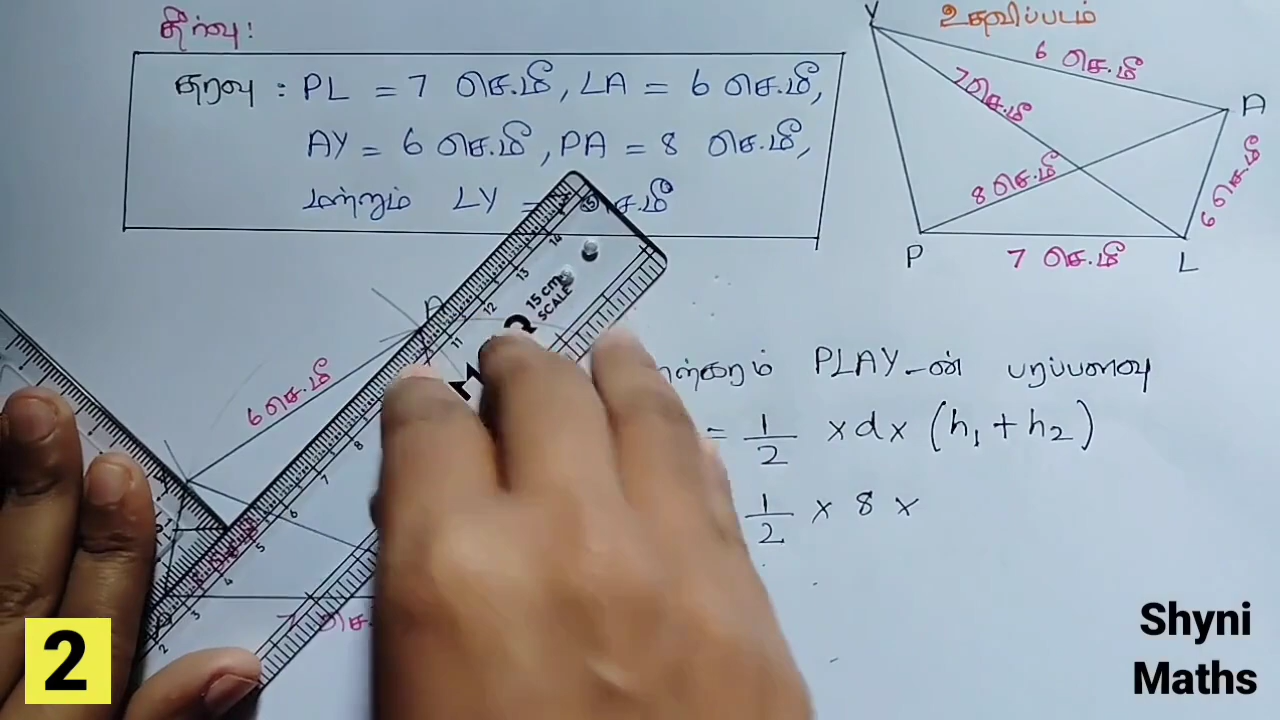 தீர்வு:
தரவு : PL = 7 செ.மீ, LA = 6 செ.மீ,
AY = 6 செ.மீ, PA = 8 செ.மீ,
மற்றும் LY = செ.மீ
உதவிப்படம்
Y
6 செ.மீ
7 செ.மீ
A
8 செ.மீ
6 செ.மீ
P
7 செ.மீ
L
A
6 செ.மீ
15 cm
SCALE
PLAY-ன் பரப்பளவு
= 1/2 x d x (h₁ + h₂)
1/2 x 8 x
2
Shyni
Maths